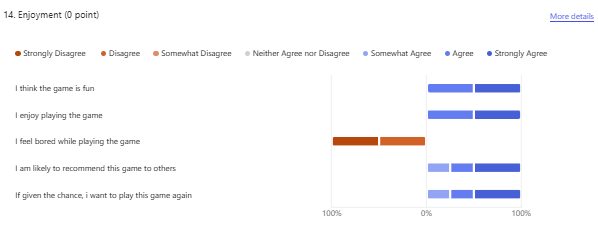 14. Enjoyment (0 point)
More details
Strongly Disagree Disagree Somewhat Disagree Neither Agree nor Disagree Somewhat Agree Agree Strongly Agree
I think the game is fun
I enjoy playing the game
I feel bored while playing the game
I am likely to recommend this game to others
If given the chance, i want to play this game again
100% 0% 100%